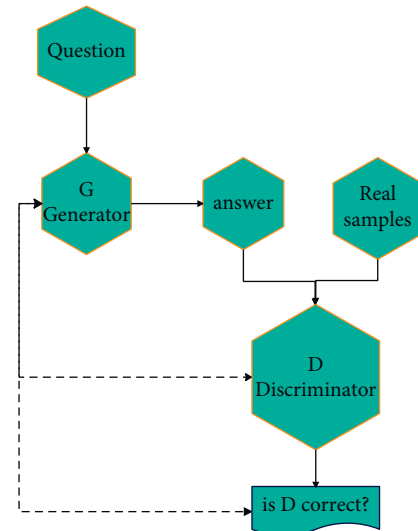 Question
G
Generator
answer
Real
samples
D
Discriminator
is D correct?